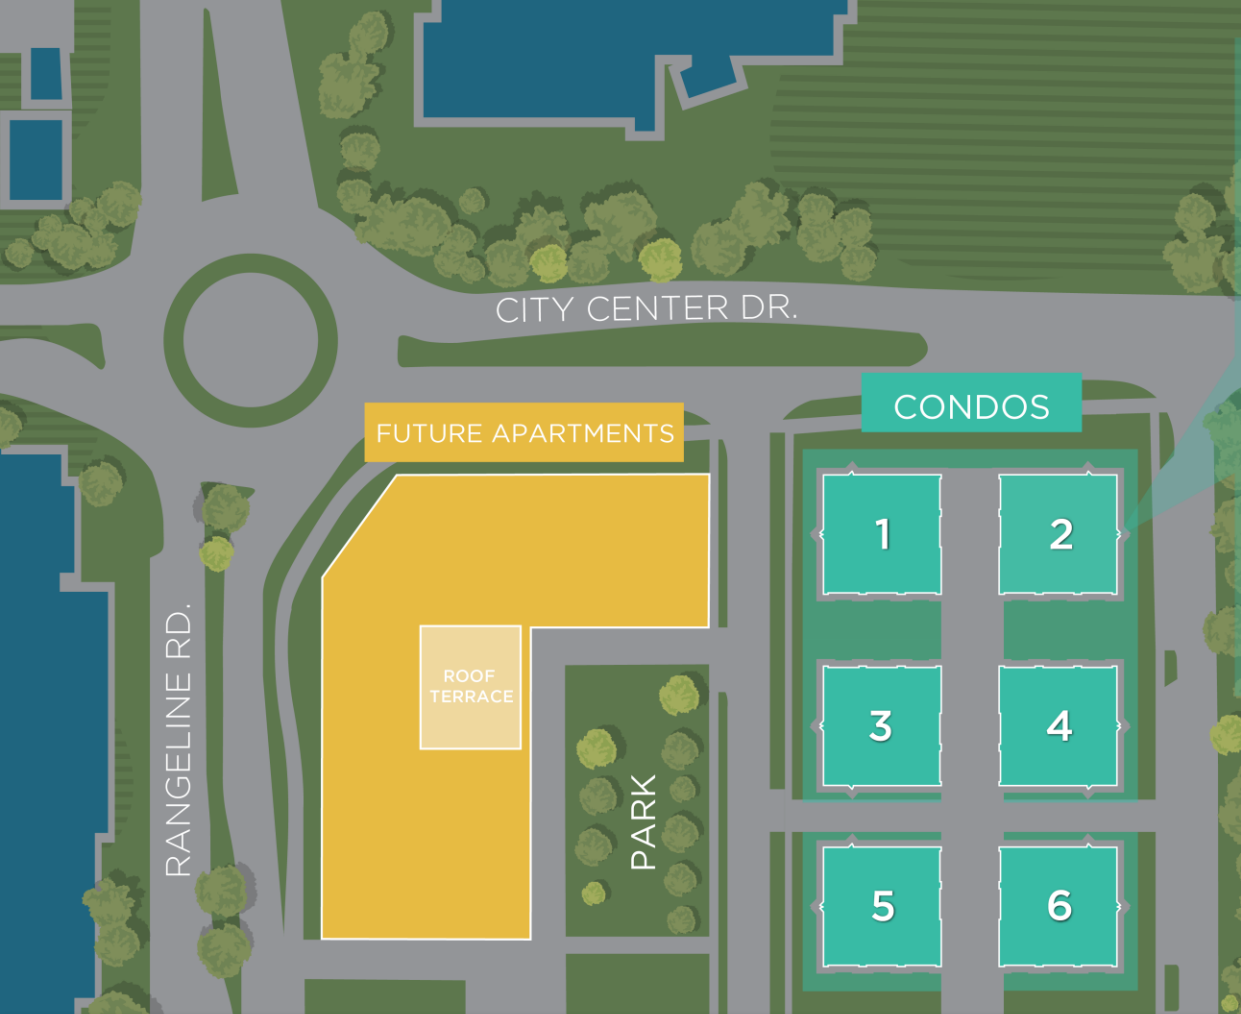 CITY CENTER DR.
CONDOS
FUTURE APARTMENTS
1
2
ROOF
TERRACE
RANGELINE RD.
PARK
3
4
5
6